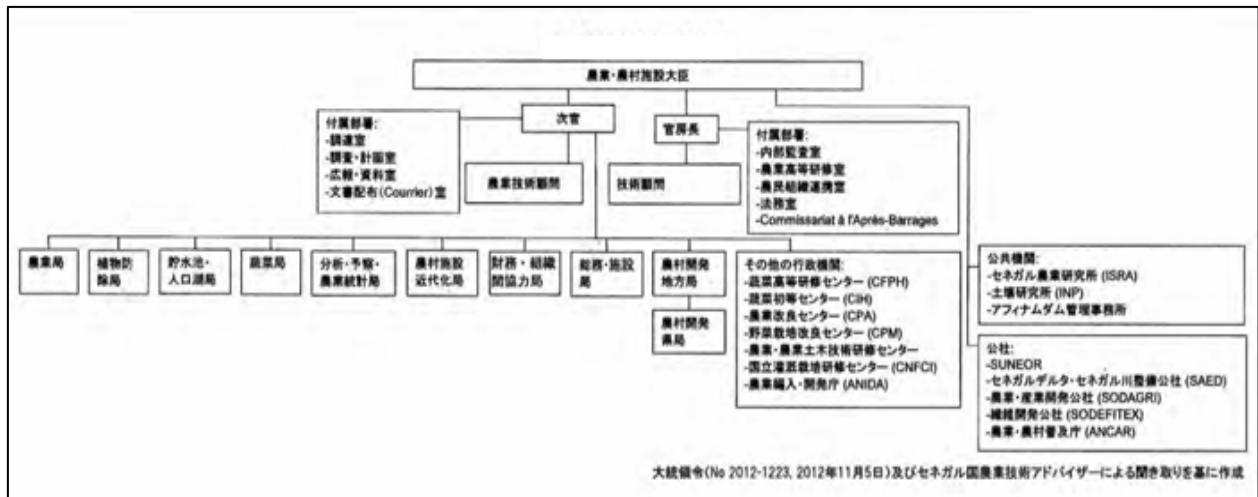 農業・農村施設大臣
次官
官房長
付属部署:
-調達室
-調査・計画室
-広報・資料室
-文書配布(Courrier)室
農業技術顧問
技術顧問
付属部署:
-内部監査室
-農業高等研修室
-農民組織連携室
-法務室
-Commissariat à l'Après-Barrages
農業局
植物防
除局
貯水池・
人口湖局
蔬菜局
分析・予察・
農業統計局
農村施設
近代化局
財務・組織
間協力局
総務・施設
局
農村開発
地方局
農村開発
県局
その他の行政機関:
-蔬菜高等研修センター (CFPH)
-蔬菜初等センター (CIH)
-農業改良センター (CPA)
-野菜栽培改良センター (CPM)
-農業・農業土木技術研修センター
-国立灌漑栽培研修センター (CNFCI)
-農業編入・開発庁 (ANIDA)
公共機関:
-セネガル農業研究所 (ISRA)
-土壌研究所 (INP)
-アフィナムダム管理事務所
公社:
-SUNEOR
-セネガルデルタ・セネガル川整備公社 (SAED)
-農業・産業開発公社 (SODAGRI)
-繊維開発公社 (SODEFITEX)
-農業・農村普及庁 (ANCAR)
大統領令(No 2012-1223, 2012年11月5日)及びセネガル国農業技術アドバイザーによる聞き取りを基に作成